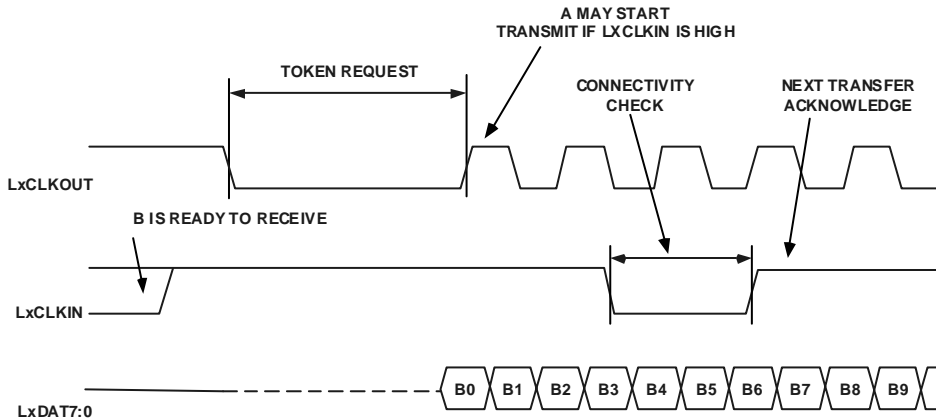 A MAY START
TRANSMIT IF LXCLKIN IS HIGH
TOKEN REQUEST
CONNECTIVITY
CHECK
NEXT TRANSFER
ACKNOWLEDGE
LxCLKOUT
B IS READY TO RECEIVE
LxCLKIN
B0 B1 B2 B3 B4 B5 B6 B7 B8 B9
LxDAT7:0